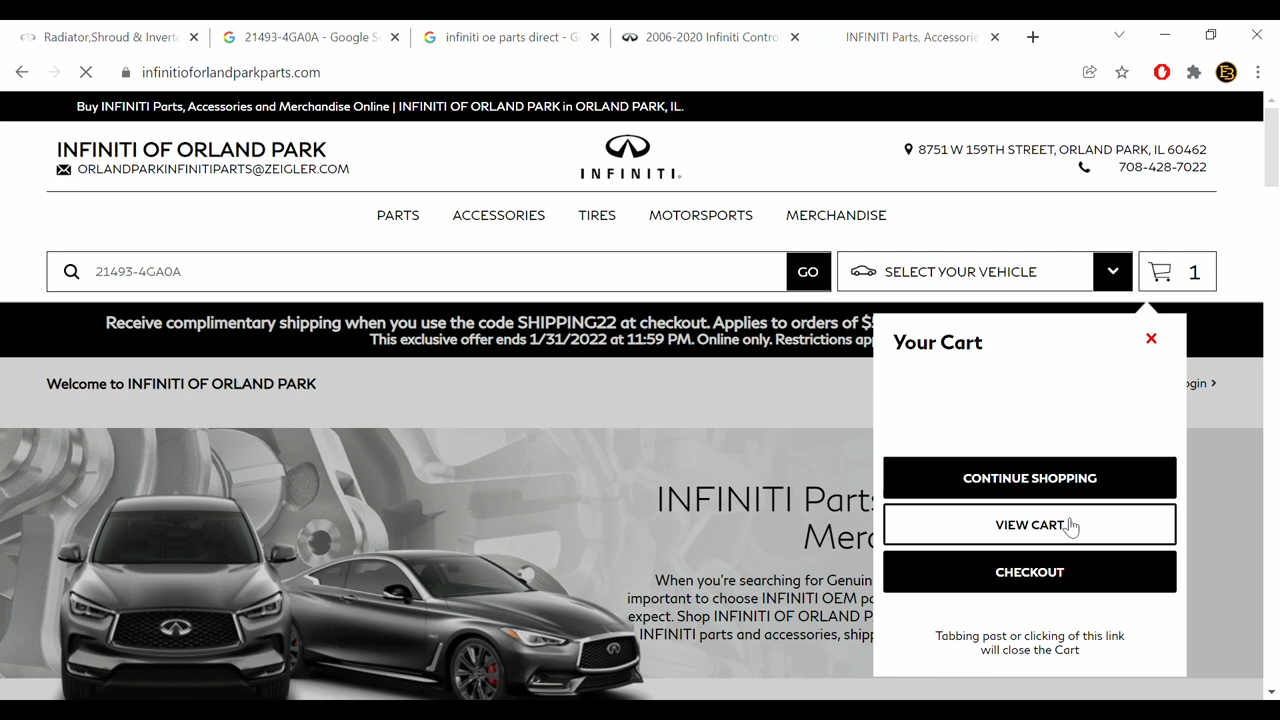 Radiator,Shroud & Inverte
21493-4GA0A - Google S
infiniti oe parts direct - G
2006-2020 Infiniti Contro
INFINITI Parts, Accessorie
infinitioforlandparkparts.com
Buy INFINITI Parts, Accessories and Merchandise Online | INFINITI OF ORLAND PARK in ORLAND PARK, IL.
INFINITI OF ORLAND PARK
ORLANDPARKINFINITIPARTS@ZEIGLER.COM
INFINITI
8751 W 159TH STREET, ORLAND PARK, IL 60462
708-428-7022
PARTS ACCESSORIES TIRES MOTORSPORTS MERCHANDISE
21493-4GA0A GO SELECT YOUR VEHICLE 1
Receive complimentary shipping when you use the code SHIPPING22 at checkout. Applies to orders of $
This exclusive offer ends 1/31/2022 at 11:59 PM. Online only. Restrictions app
Welcome to INFINITI OF ORLAND PARK
ogin >
Your Cart
CONTINUE SHOPPING
VIEW CART
CHECKOUT
Tabbing past or clicking of this link
will close the Cart
INFINITI Parts
Merc
When you're searching for Genuin
important to choose INFINITI OEM pa
expect. Shop INFINITI OF ORLAND P
INFINITI parts and accessories, shipp